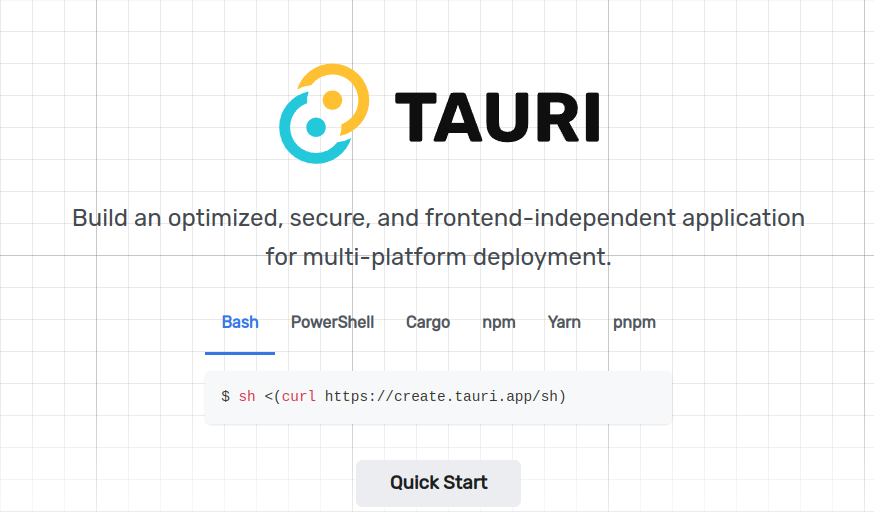 TAURI
Build an optimized, secure, and frontend-independent application
for multi-platform deployment.
Bash PowerShell Cargo npm Yarn pnpm
$ sh <(curl https://create.tauri.app/sh)
Quick Start